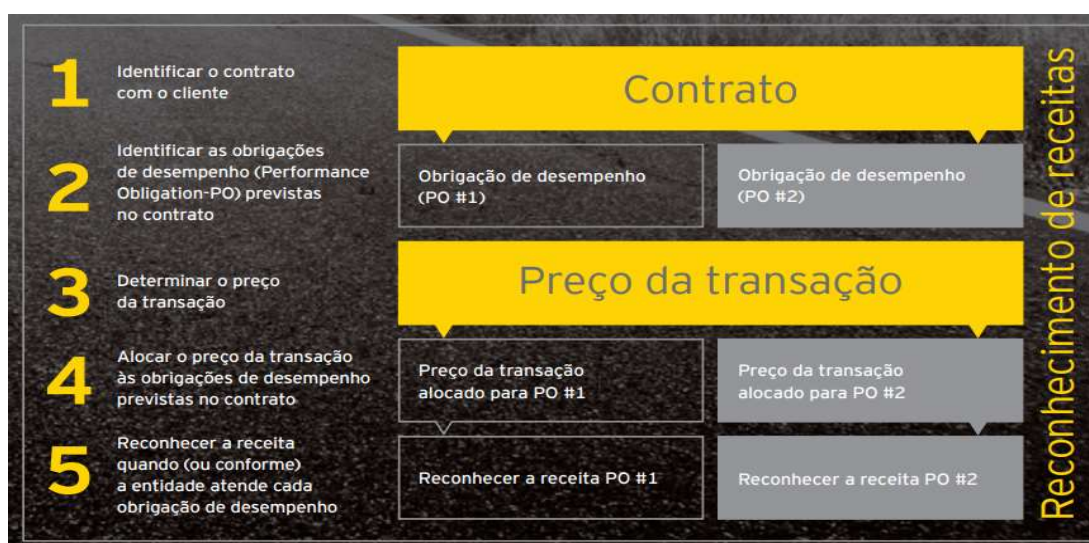 1
Identificar o contrato
com o cliente
Contrato
2
Identificar as obrigações
de desempenho (Performance
Obligation-PO) previstas
no contrato
Obrigação de desempenho
(PO #1)
Obrigação de desempenho
(PO #2)
3
Determinar o preço
da transação
Preço da transação
4
Alocar o preço da transação
às obrigações de desempenho
previstas no contrato
Preço da transação
alocado para PO #1
Preço da transação
alocado para PO #2
5
Reconhecer a receita
quando (ou conforme)
a entidade atende cada
obrigação de desempenho
Reconhecer a receita PO #1
Reconhecer a receita PO #2
Reconhecimento de receitas